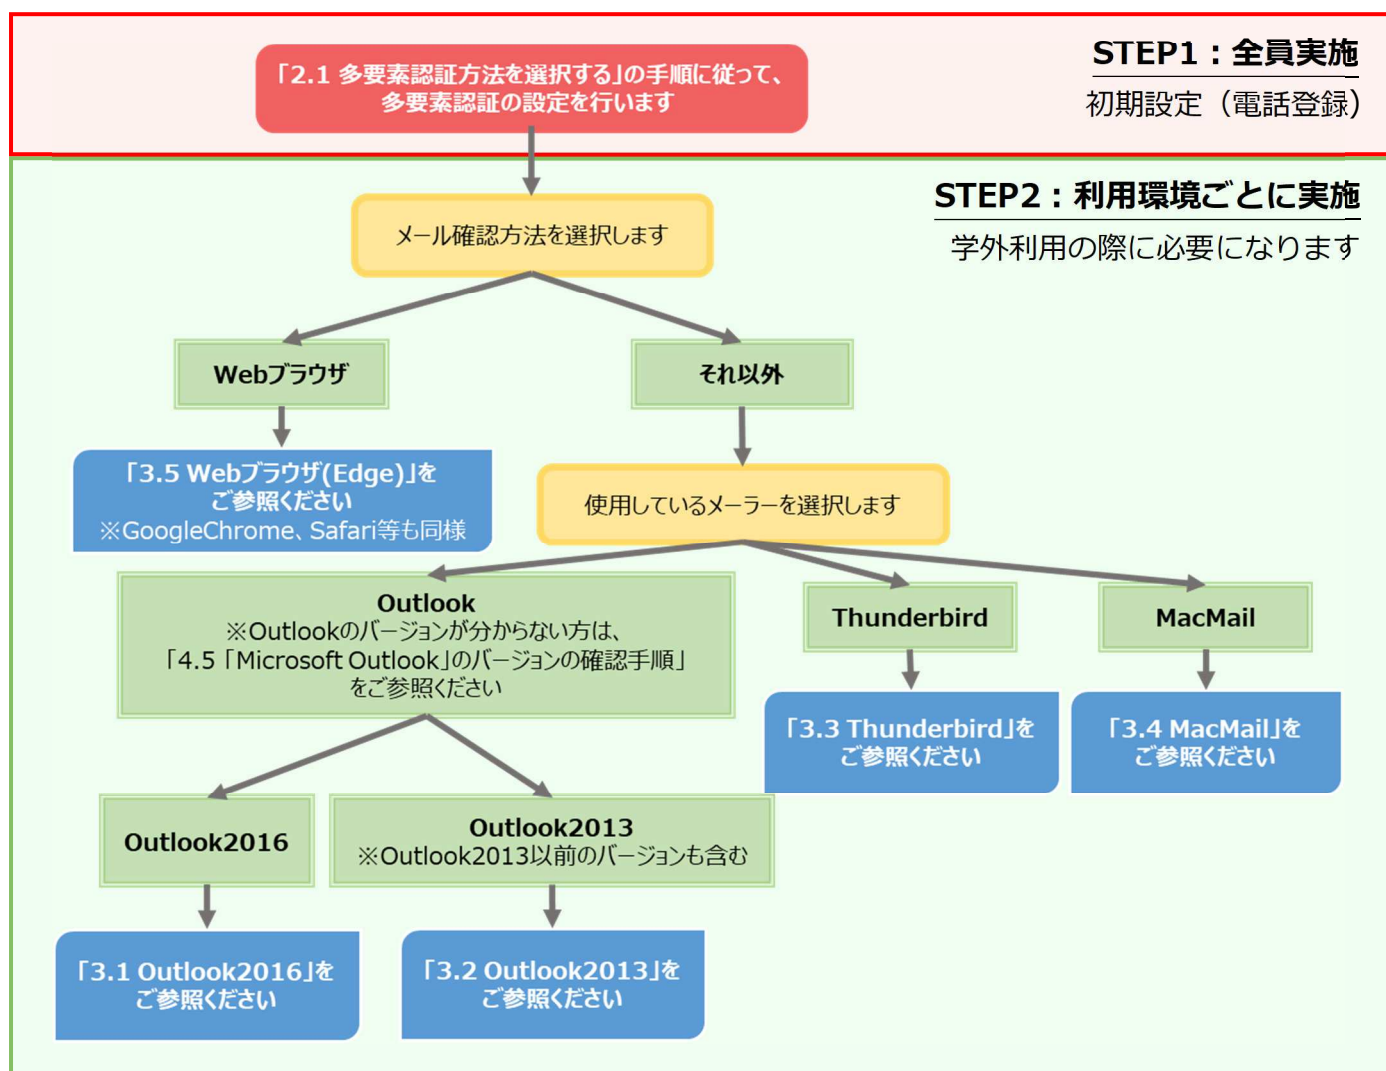 STEP1：全員実施
初期設定（電話登録）
「2.1 多要素認証方法を選択する」の手順に従って、
多要素認証の設定を行います
STEP2：利用環境ごとに実施
学外利用の際に必要になります
メール確認方法を選択します
Webブラウザ
それ以外
「3.5 Webブラウザ(Edge)」を
ご参照ください
※GoogleChrome、Safari等も同様
使用しているメーラーを選択します
Outlook
※Outlookのバージョンが分からない方は、
「4.5 「Microsoft Outlook」のバージョンの確認手順」
をご参照ください
Thunderbird
MacMail
「3.3 Thunderbird」を
ご参照ください
「3.4 MacMail」を
ご参照ください
Outlook2016
Outlook2013
※Outlook2013以前のバージョンも含む
「3.1 Outlook2016」を
ご参照ください
「3.2 Outlook2013」を
ご参照ください